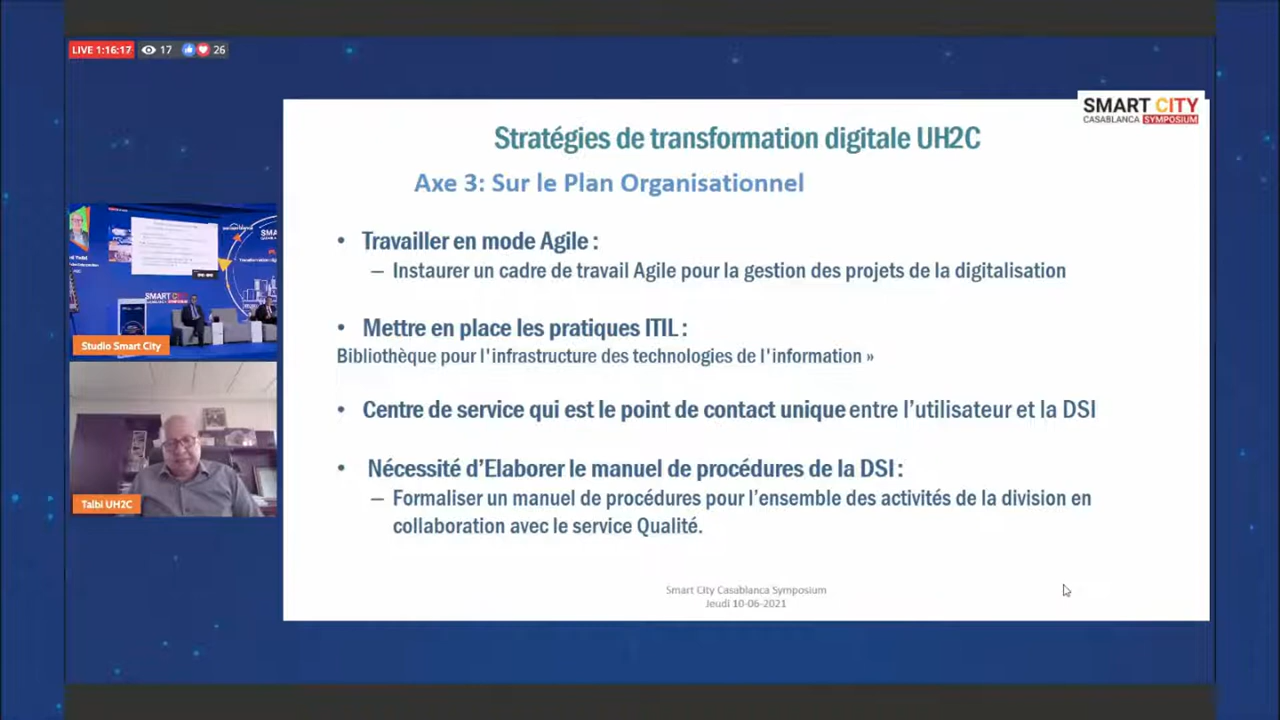 LIVE 1:16:17
17
26
SMART CITY
CASABLANCA SYMPOSIUM
Stratégies de transformation digitale UH2C
Axe 3: Sur le Plan Organisationnel
• Travailler en mode Agile :
– Instaurer un cadre de travail Agile pour la gestion des projets de la digitalisation
• Mettre en place les pratiques ITIL :
Bibliothèque pour l'infrastructure des technologies de l'information »
• Centre de service qui est le point de contact unique entre l'utilisateur et la DSI
• Nécessité d'Elaborer le manuel de procédures de la DSI :
– Formaliser un manuel de procédures pour l'ensemble des activités de la division en
collaboration avec le service Qualité.
Smart City Casablanca Symposium
Jeudi 10-06-2021
SMART CITY
Studio Smart City
Talbi UH2C